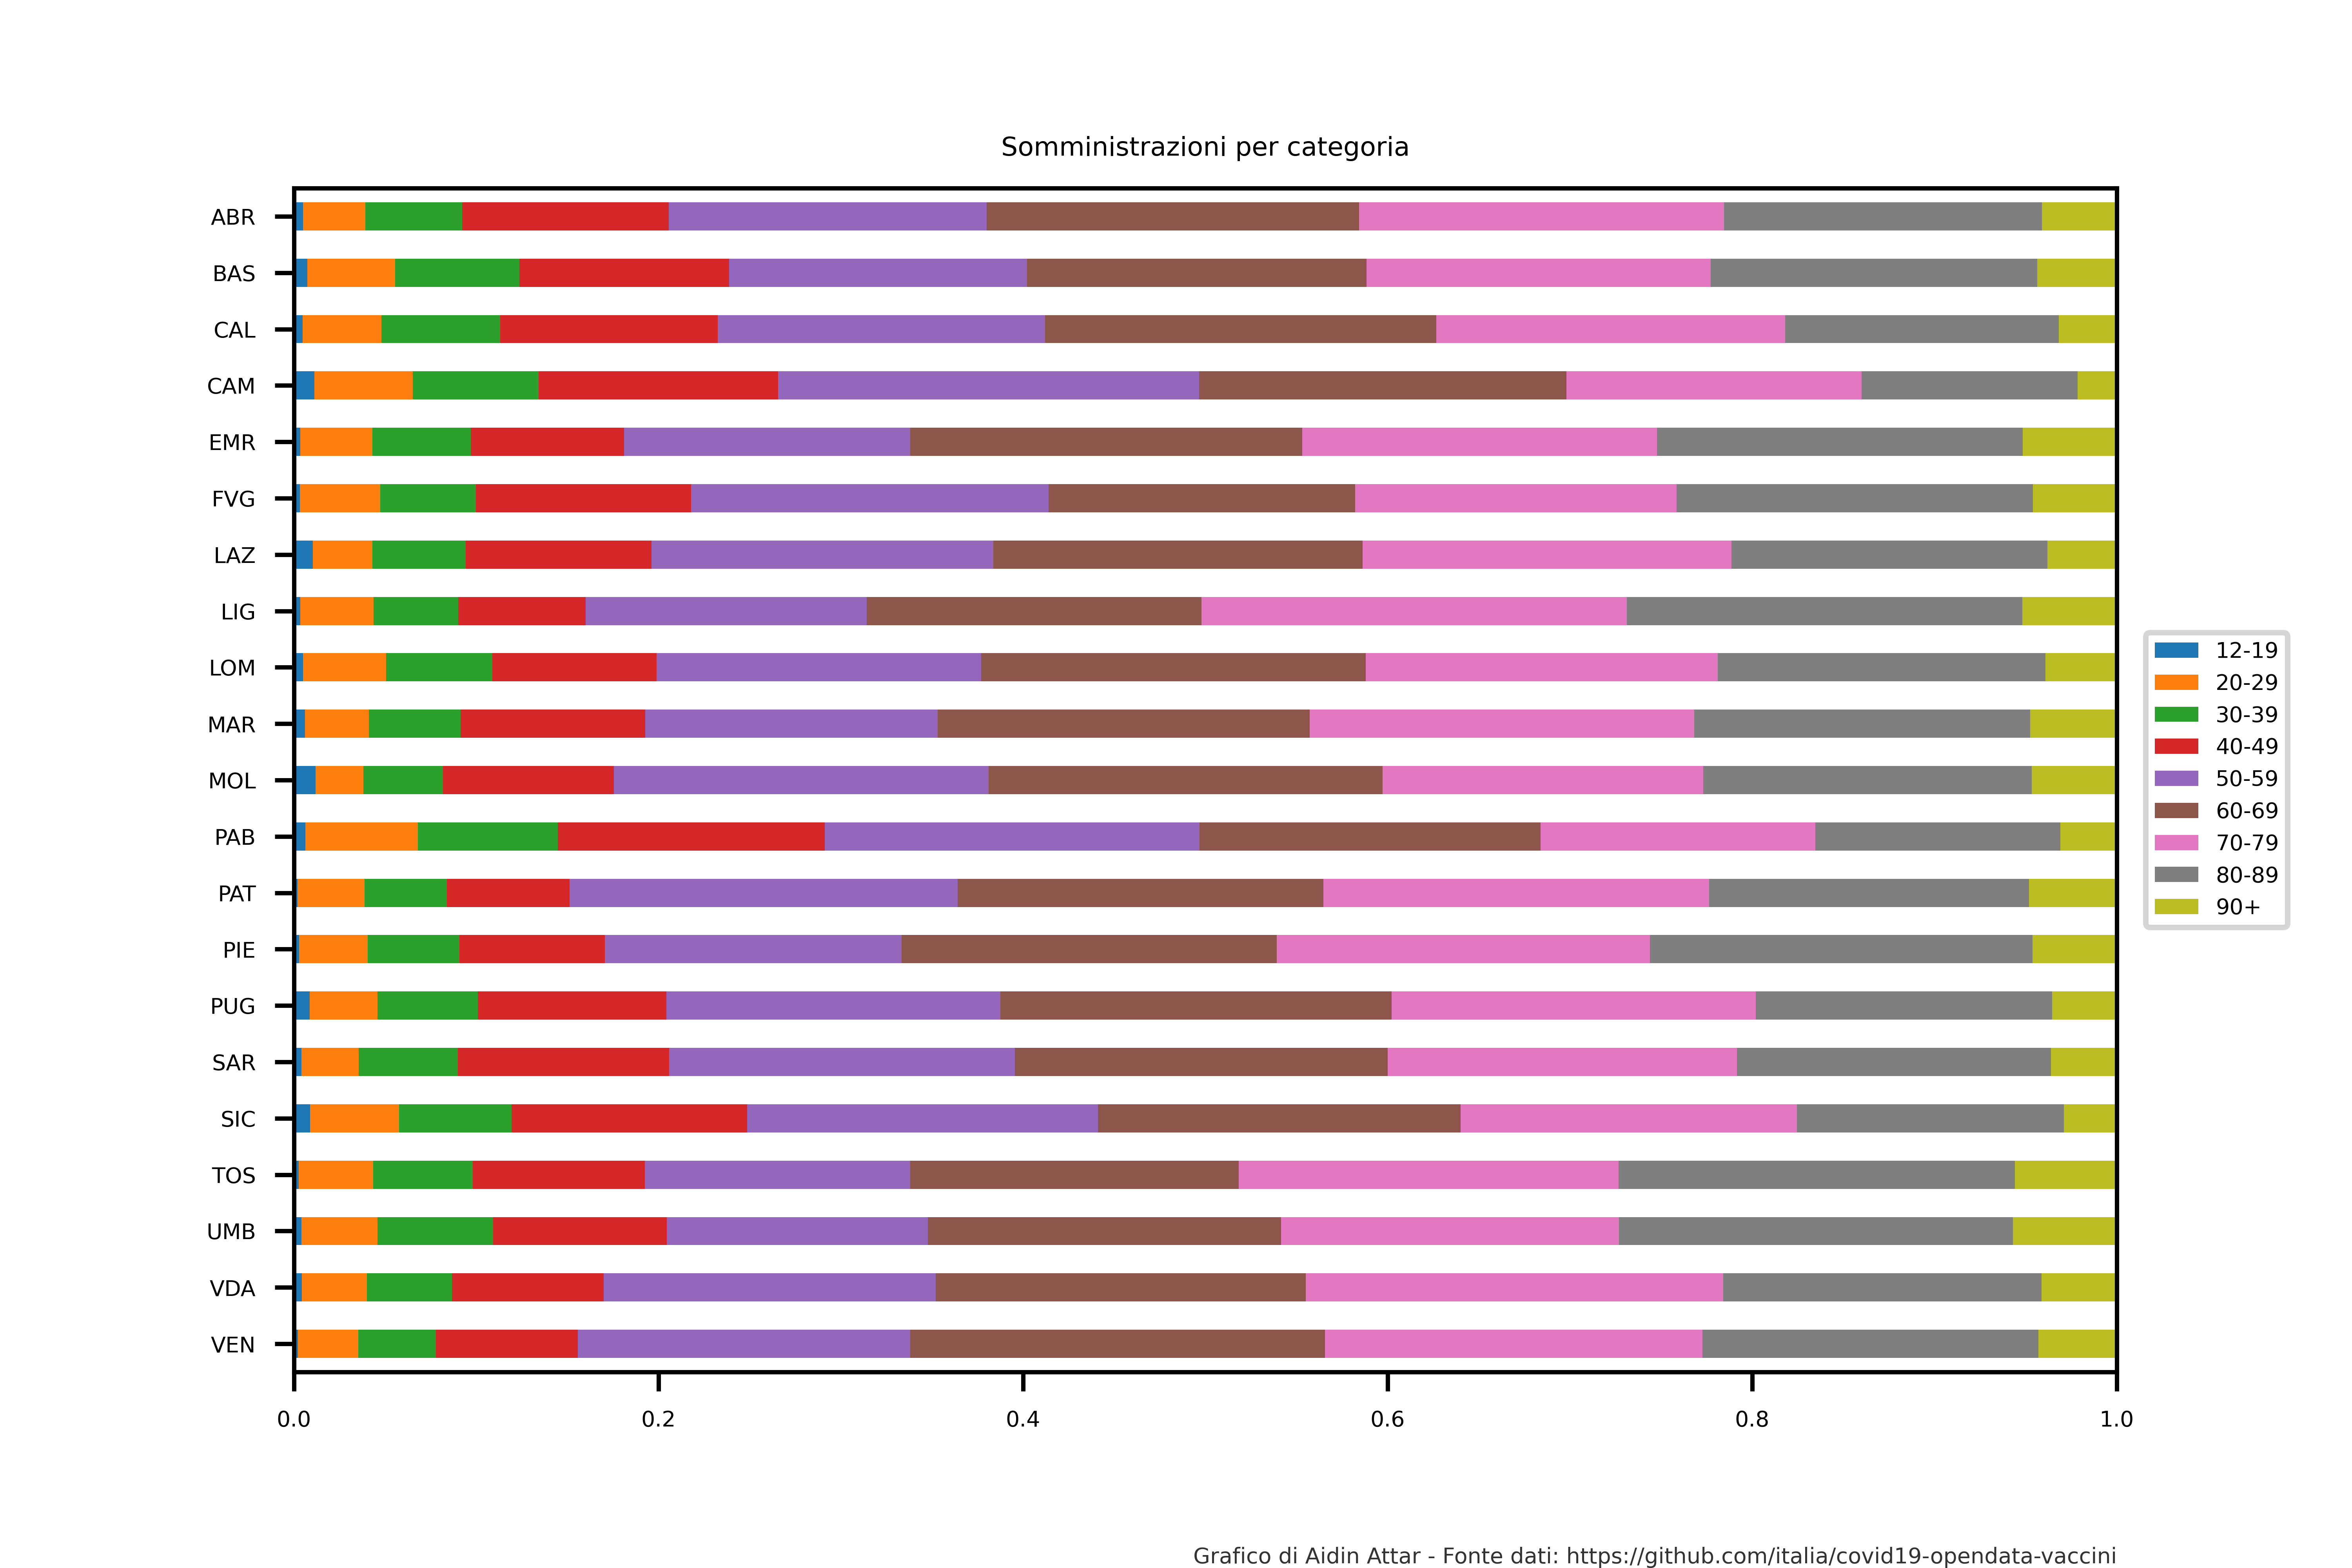 Somministrazioni per categoria
ABR
BAS
CAL
CAM
EMR
FVG
LAZ
LIG
LOM
MAR
MOL
PAB
PAT
PIE
PUG
SAR
SIC
TOS
UMB
VDA
VEN
0.0 0.2 0.4 0.6 0.8 1.0
12-19
20-29
30-39
40-49
50-59
60-69
70-79
80-89
90+
Grafico di Aidin Attar - Fonte dati: https://github.com/italia/covid19-opendata-vaccini